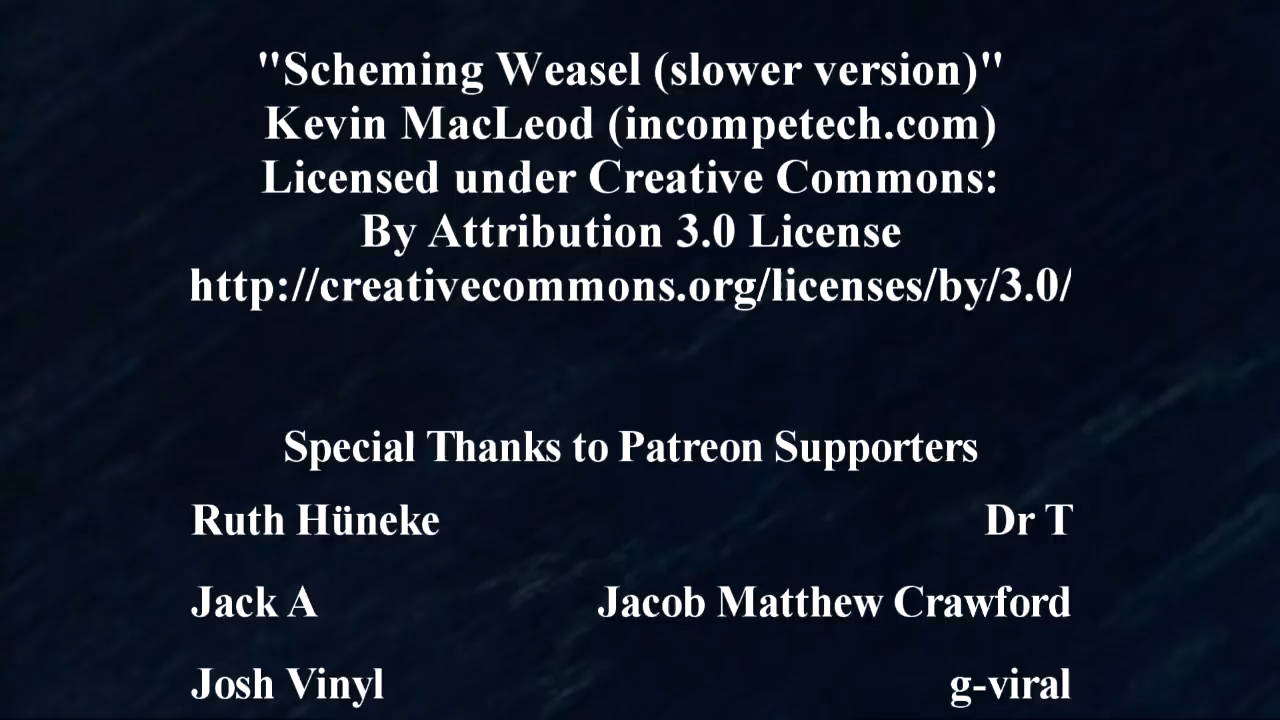 "Scheming Weasel (slower version)"
Kevin MacLeod (incompetech.com)
Licensed under Creative Commons:
By Attribution 3.0 License
http://creativecommons.org/licenses/by/3.0/
Special Thanks to Patreon Supporters
Ruth Hüneke Dr T
Jack A Jacob Matthew Crawford
Josh Vinyl g-viral